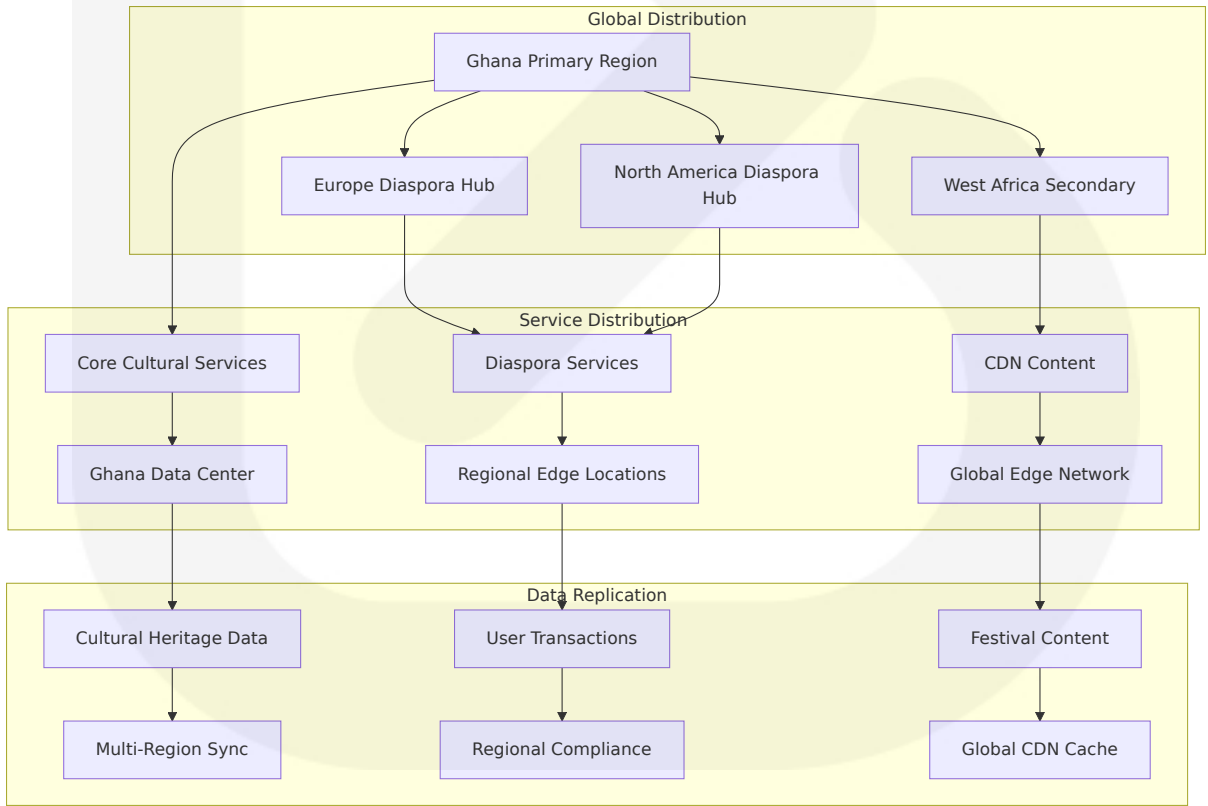 Global Distribution
Ghana Primary Region
Europe Diaspora Hub
North America Diaspora
Hub
West Africa Secondary
Service Distribution
Core Cultural Services
Diaspora Services
CDN Content
Ghana Data Center
Regional Edge Locations
Global Edge Network
Data Replication
Cultural Heritage Data
User Transactions
Festival Content
Multi-Region Sync
Regional Compliance
Global CDN Cache